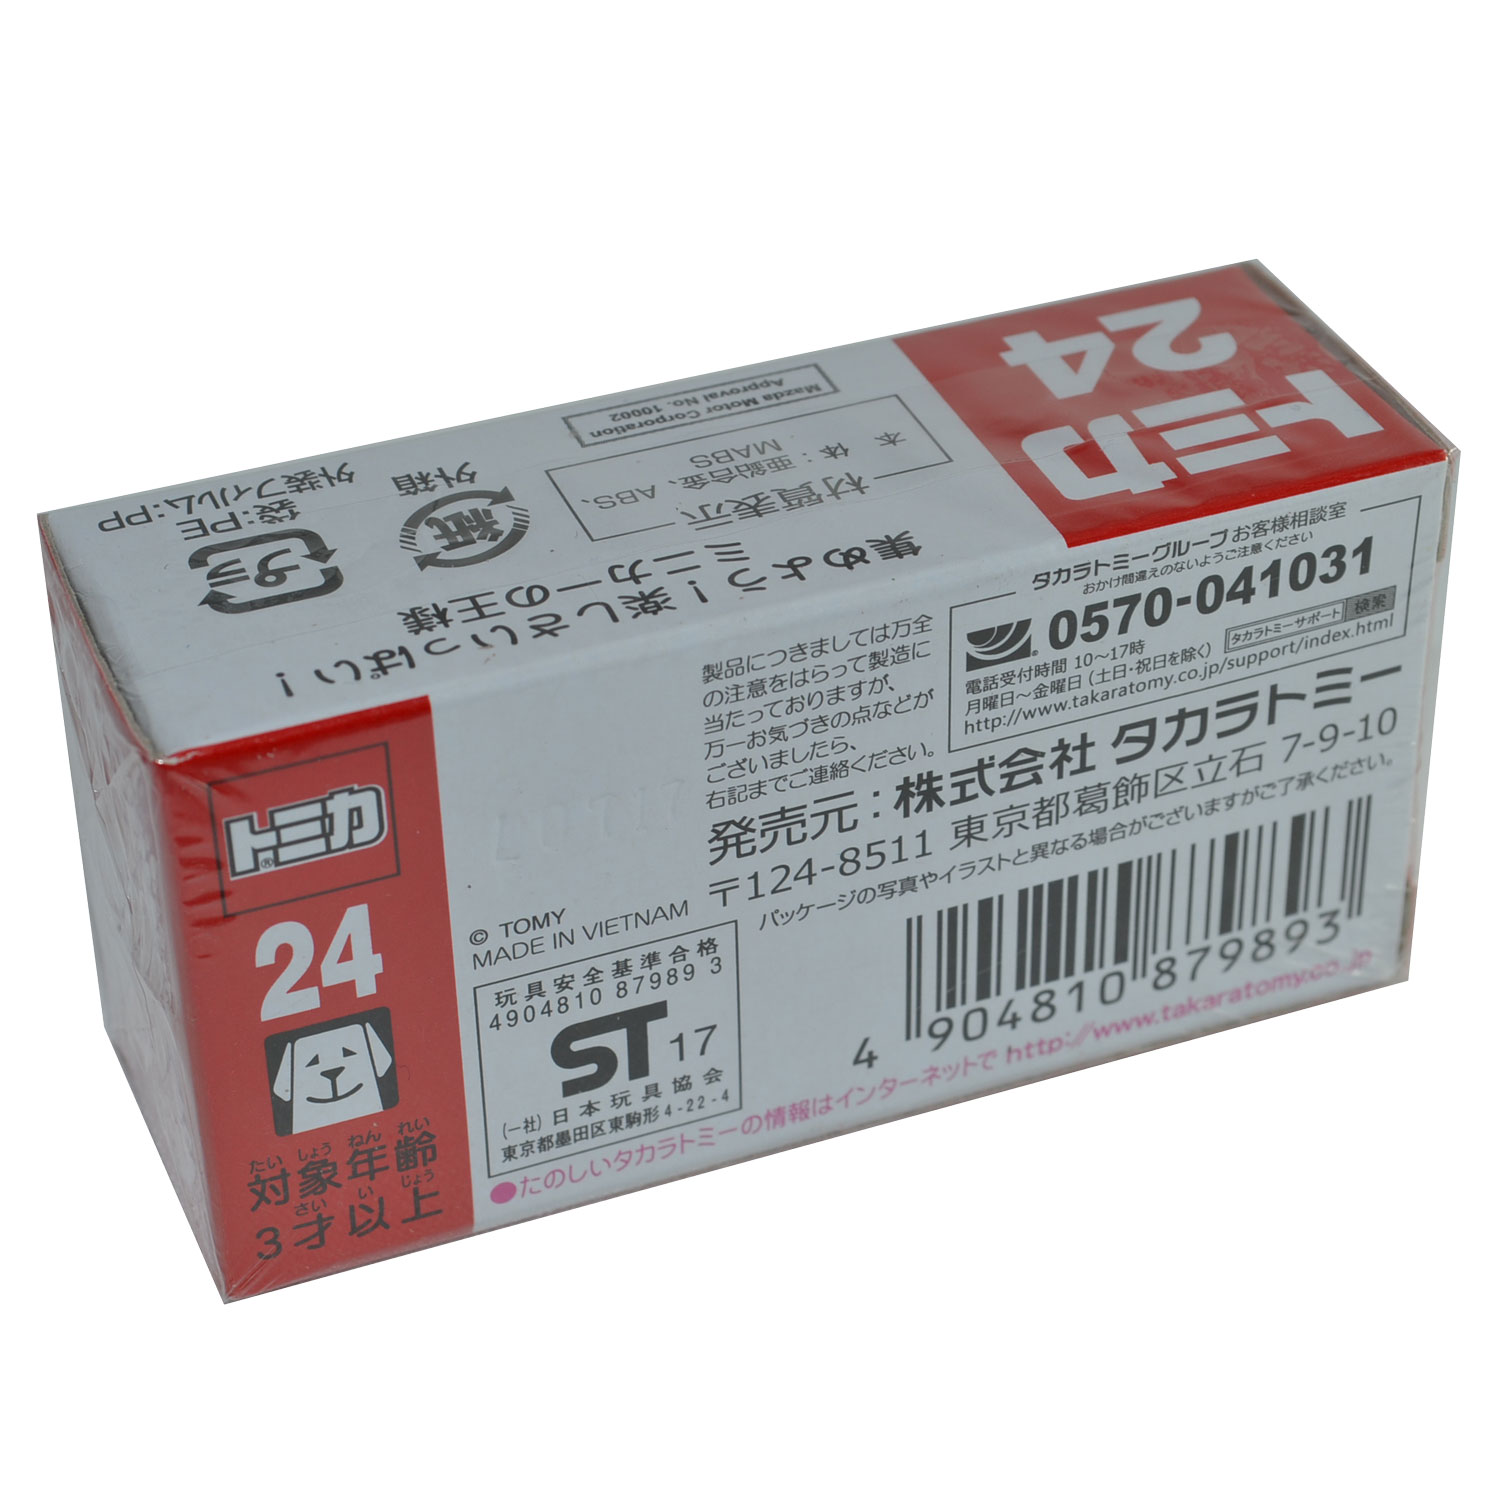 トミカ
24
Mazda Motor Corporation
Approval No. 10002
材質表示
本 体：亜鉛合金、ABS、
MABS
外箱
紙
プラ
袋:PE
外装フィルム:PP
集めよう！楽しさいっぱい！
ミニカーの王様
トミカ®
24
たい しょう ねん れい
対象年齢
さい い じょう
3才以上
© TOMY
MADE IN VIETNAM
玩具安全基準合格
4904810 87989 3
ST 17
(一社)日本玩具協会
東京都墨田区東駒形4-22-4
製品につきましては万全
の注意をはらって製造に
当たっておりますが、
万一お気づきの点などが
ございましたら、
右記までご連絡ください。
タカラトミーグループお客様相談室
おかけ間違えのないようご注意ください
0570-041031
電話受付時間 10～17時
月曜日～金曜日 (土日・祝日を除く)
タカラトミーサポート 検索
http://www.takaratomy.co.jp/support/index.html
発売元：株式会社 タカラトミー
〒124-8511 東京都葛飾区立石 7-9-10
パッケージの写真やイラストと異なる場合がございますがご了承ください。
4 904810 879893
●たのしいタカラトミーの情報はインターネットで http://www.takaratomy.co.jp